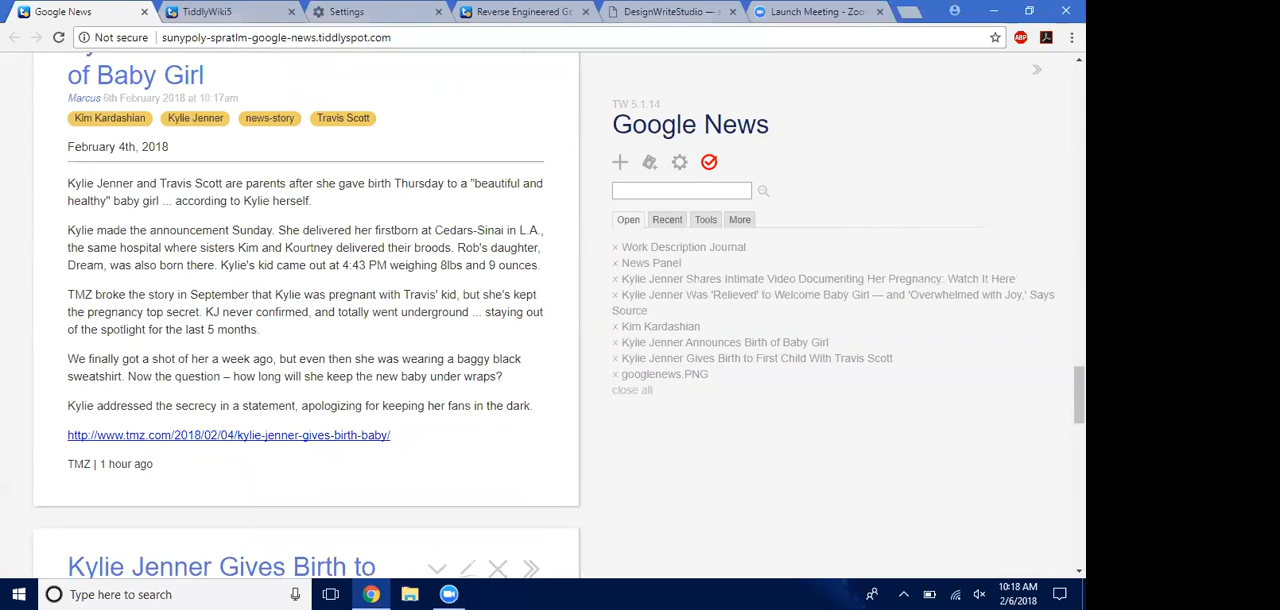 Google News
TiddlyWiki5
Settings
Reverse Engineered Go
DesignWriteStudio — s
Launch Meeting - Zoo
Not secure
sunypoly-spratlm-google-news.tiddlyspot.com
ABP
of Baby Girl
Marcus 6th February 2018 at 10:17am
Kim Kardashian
Kylie Jenner
news-story
Travis Scott
February 4th, 2018
Kylie Jenner and Travis Scott are parents after she gave birth Thursday to a "beautiful and
healthy" baby girl ... according to Kylie herself.
Kylie made the announcement Sunday. She delivered her firstborn at Cedars-Sinai in L.A.,
the same hospital where sisters Kim and Kourtney delivered their broods. Rob's daughter,
Dream, was also born there. Kylie's kid came out at 4:43 PM weighing 8lbs and 9 ounces.
TMZ broke the story in September that Kylie was pregnant with Travis' kid, but she's kept
the pregnancy top secret. KJ never confirmed, and totally went underground ... staying out
of the spotlight for the last 5 months.
We finally got a shot of her a week ago, but even then she was wearing a baggy black
sweatshirt. Now the question – how long will she keep the new baby under wraps?
Kylie addressed the secrecy in a statement, apologizing for keeping her fans in the dark.
http://www.tmz.com/2018/02/04/kylie-jenner-gives-birth-baby/
TMZ | 1 hour ago
Kylie Jenner Gives Birth to
TW 5.1.14
Google News
Open
Recent
Tools
More
x Work Description Journal
x News Panel
x Kylie Jenner Shares Intimate Video Documenting Her Pregnancy: Watch It Here
x Kylie Jenner Was 'Relieved' to Welcome Baby Girl — and 'Overwhelmed with Joy,' Says
Source
x Kim Kardashian
x Kylie Jenner Announces Birth of Baby Girl
x Kylie Jenner Gives Birth to First Child With Travis Scott
x googlenews.PNG
close all
Type here to search
10:18 AM
2/6/2018